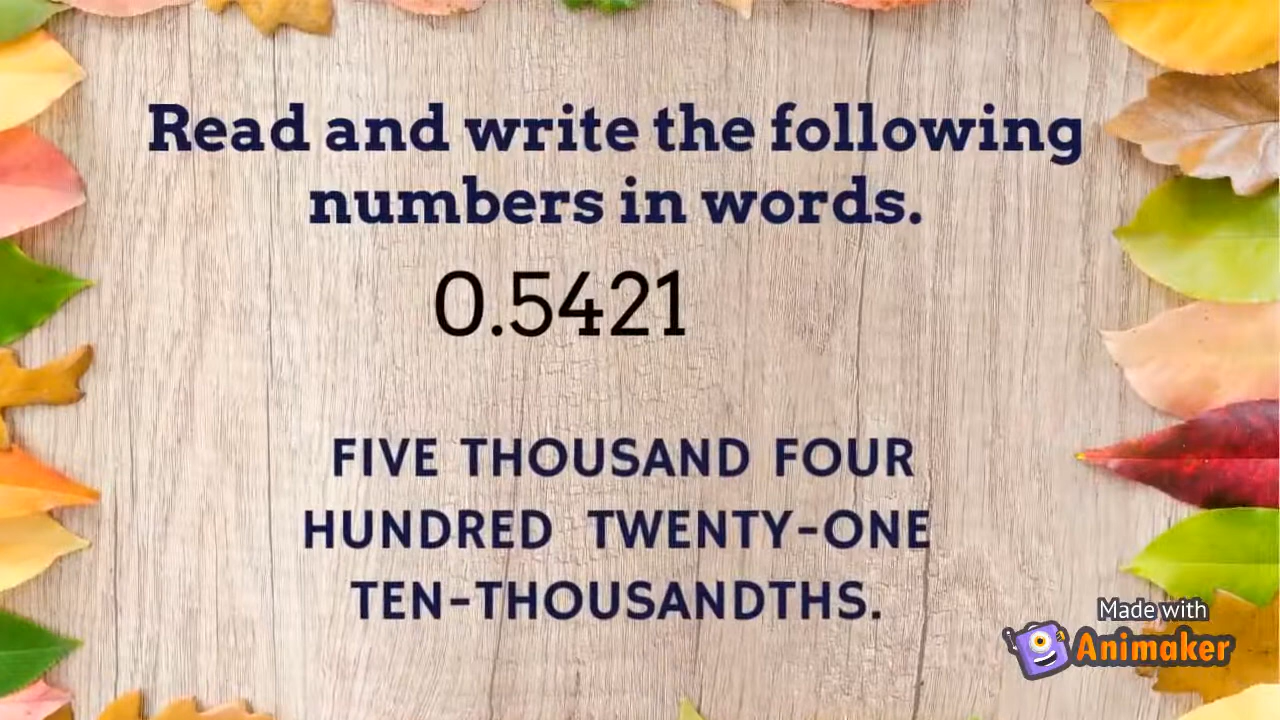 Read and write the following
numbers in words.
0.5421
FIVE THOUSAND FOUR
HUNDRED TWENTY-ONE
TEN-THOUSANDTHS.
Made with
Animaker